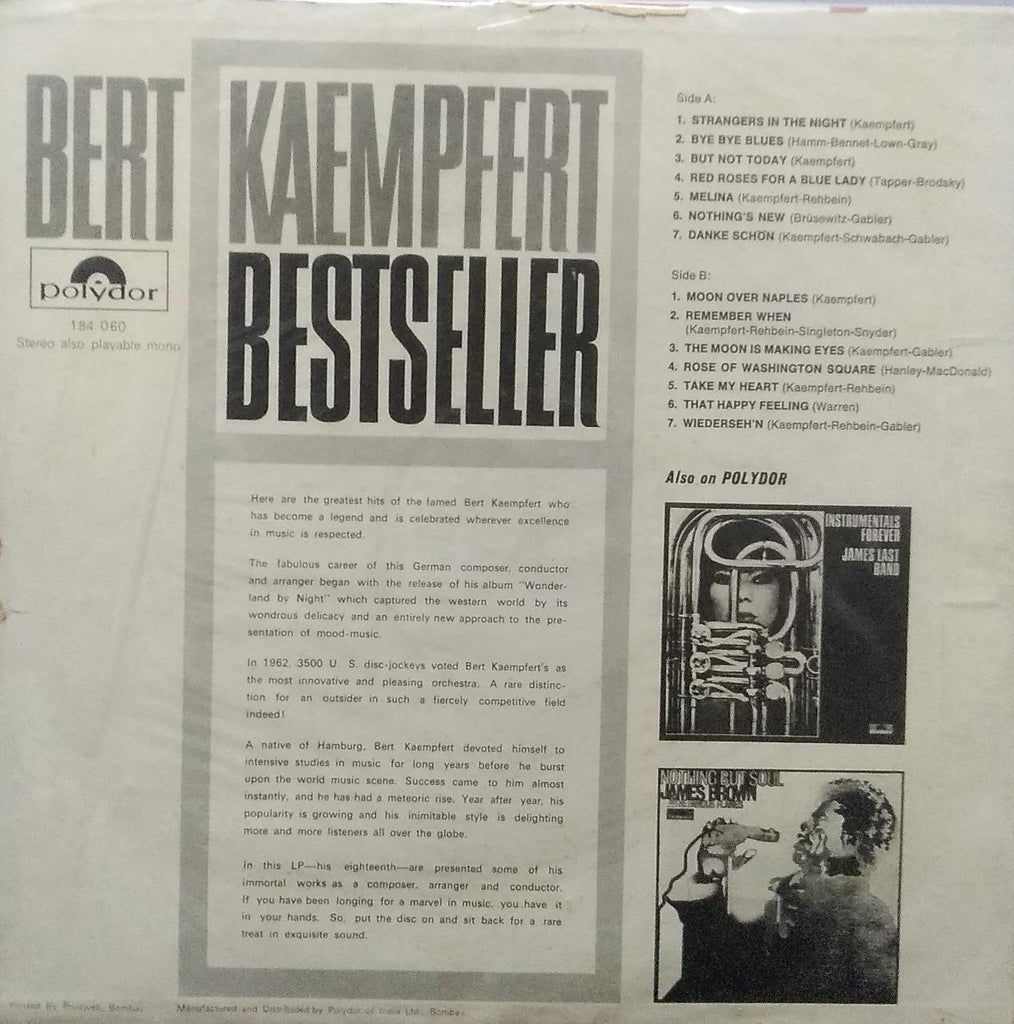 BERT KAEMPFERT
BESTSELLER
polydor
184 060
Stereo also playable mono
Here are the greatest hits of the famed Bert Kaempfert who
has become a legend and is celebrated wherever excellence
in music is respected.
The fabulous career of this German composer, conductor
and arranger began with the release of his album "Wonder-
land by Night" which captured the western world by its
wondrous delicacy and an entirely new approach to the pre-
sentation of mood-music.
In 1962, 3500 U. S. disc-jockeys voted Bert Kaempfert's as
the most innovative and pleasing orchestra. A rare distinc-
tion for an outsider in such a fiercely competitive field
indeed!
A native of Hamburg, Bert Kaempfert devoted himself to
intensive studies in music for long years before he burst
upon the world music scene. Success came to him almost
instantly, and he has had a meteoric rise. Year after year, his
popularity is growing and his inimitable style is delighting
more and more listeners all over the globe.
In this LP—his eighteenth—are presented some of his
immortal works as a composer, arranger and conductor.
If you have been longing for a marvel in music, you have it
in your hands. So, put the disc on and sit back for a rare
treat in exquisite sound.
Side A:
1. STRANGERS IN THE NIGHT (Kaempfert)
2. BYE BYE BLUES (Hamm-Bennet-Lown-Gray)
3. BUT NOT TODAY (Kaempfert)
4. RED ROSES FOR A BLUE LADY (Tapper-Brodsky)
5. MELINA (Kaempfert-Rehbein)
6. NOTHING'S NEW (Brüsewitz-Gabler)
7. DANKE SCHÖN (Kaempfert-Schwabach-Gabler)
Side B:
1. MOON OVER NAPLES (Kaempfert)
2. REMEMBER WHEN
(Kaempfert-Rehbein-Singleton-Snyder)
3. THE MOON IS MAKING EYES (Kaempfert-Gabler)
4. ROSE OF WASHINGTON SQUARE (Hanley-MacDonald)
5. TAKE MY HEART (Kaempfert-Rehbein)
6. THAT HAPPY FEELING (Warren)
7. WIEDERSEH'N (Kaempfert-Rehbein-Gabler)
Also on POLYDOR
INSTRUMENTALS
FOREVER
JAMES LAST
BAND
NOTHING BUT SOUL
JAMES BROWN
Printed By Printwell, Bombay
Manufactured and Distributed by Polydor of India Ltd., Bombay